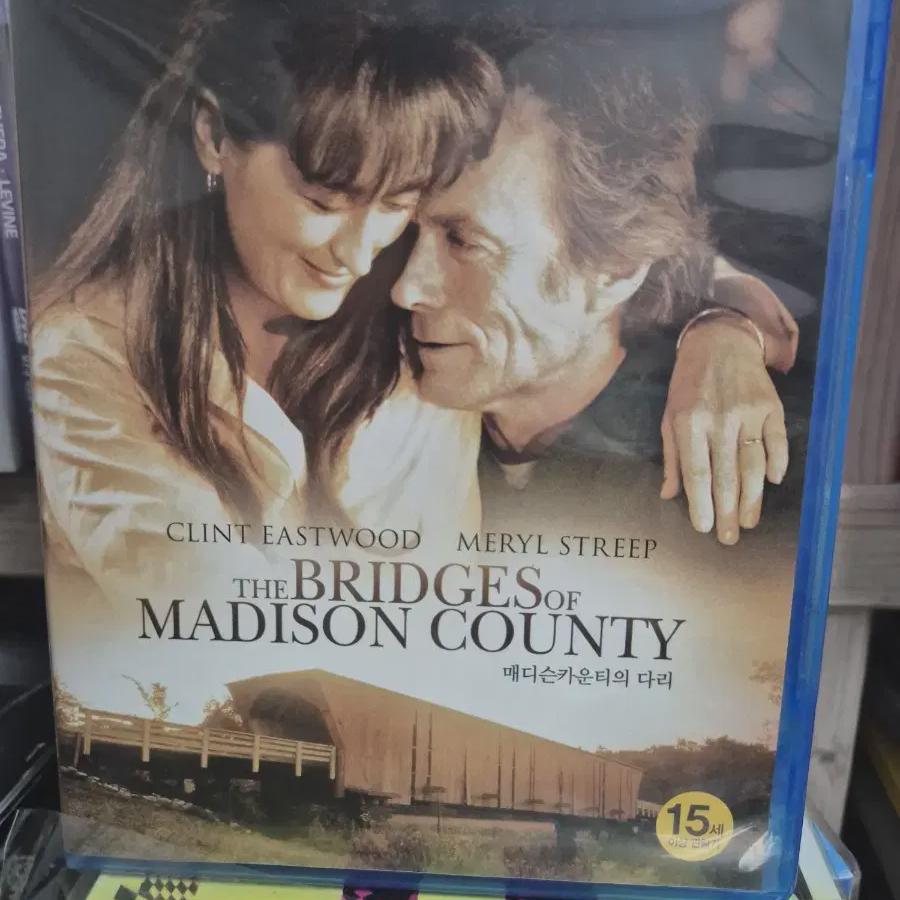 CLINT EASTWOOD MERYL STREEP
THE BRIDGES OF
MADISON COUNTY
매디슨카운티의 다리
15세
LEVINE